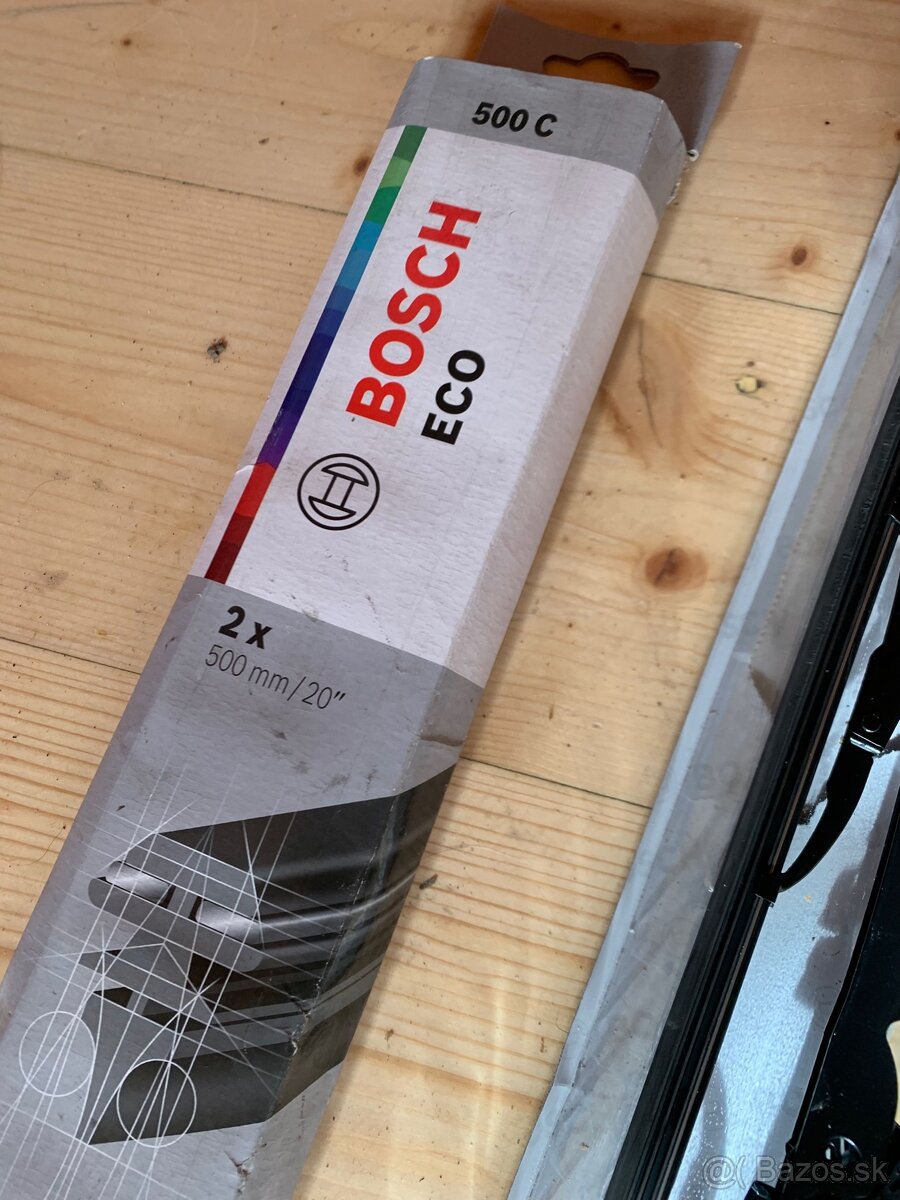 500 C
BOSCH
ECO
2 x
500 mm/20"
@( Bazos.sk